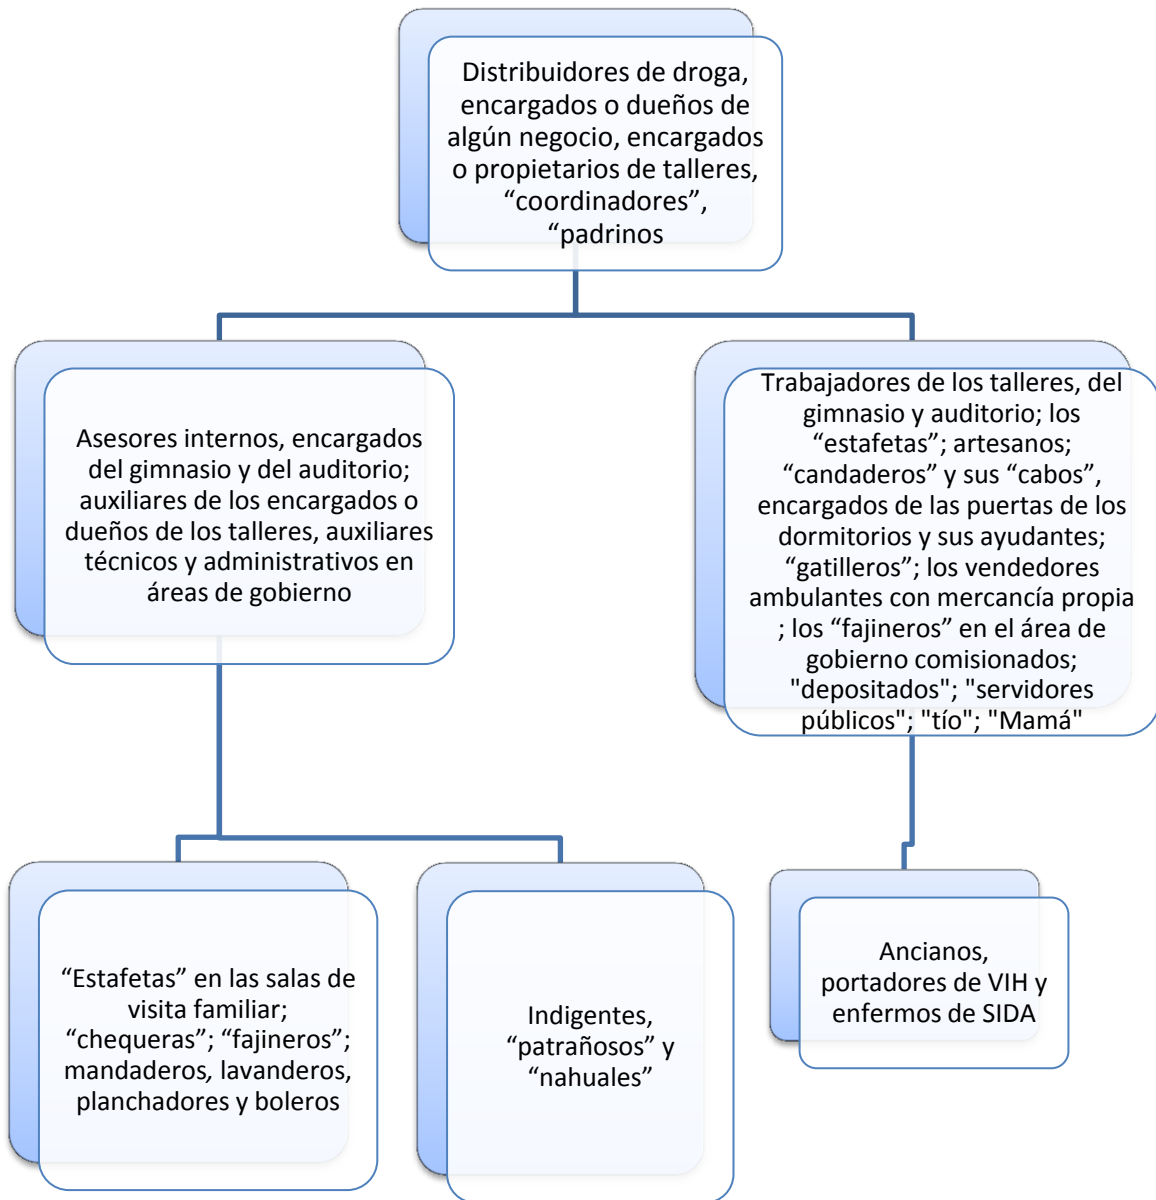 Distribuidores de droga,
encargados o dueños de
algún negocio, encargados
o propietarios de talleres,
“coordinadores”,
“padrinos
Asesores internos, encargados
del gimnasio y del auditorio;
auxiliares de los encargados o
dueños de los talleres, auxiliares
técnicos y administrativos en
áreas de gobierno
Trabajadores de los talleres, del
gimnasio y auditorio; los
“estafetas”; artesanos;
“candaderos” y sus “cabos”,
encargados de las puertas de los
dormitorios y sus ayudantes;
“gatilleros”; los vendedores
ambulantes con mercancía propia
; los “fajineros” en el área de
gobierno comisionados;
"depositados"; "servidores
públicos"; "tío"; "Mamá"
“Estafetas” en las salas de
visita familiar;
“chequeras”; “fajineros”;
mandaderos, lavanderos,
planchadores y boleros
Indigentes,
“patrañosos” y
“nahuales”
Ancianos,
portadores de VIH y
enfermos de SIDA